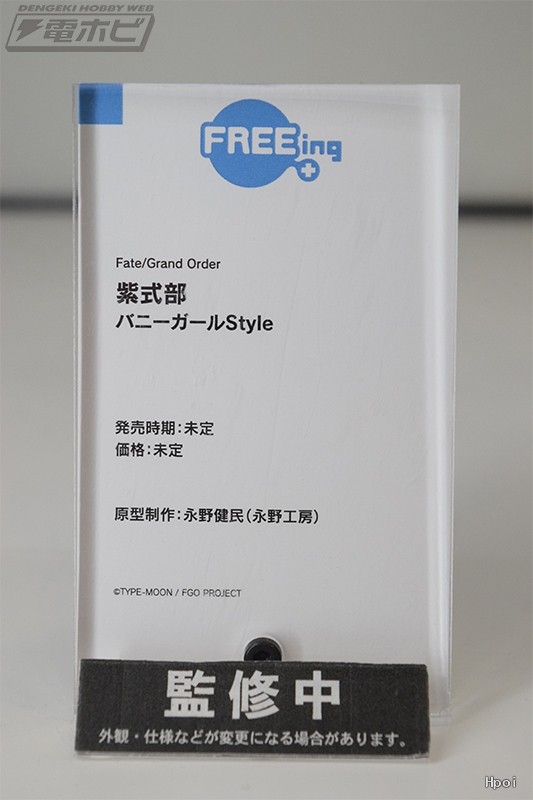 DENGEKI HOBBY WEB
電ホビ
FREEing
Fate/Grand Order
紫式部
バニーガールStyle
発売時期：未定
価格：未定
原型制作：永野健民（永野工房）
©TYPE-MOON / FGO PROJECT
監修中
外観・仕様などが変更になる場合があります。
Hpoi